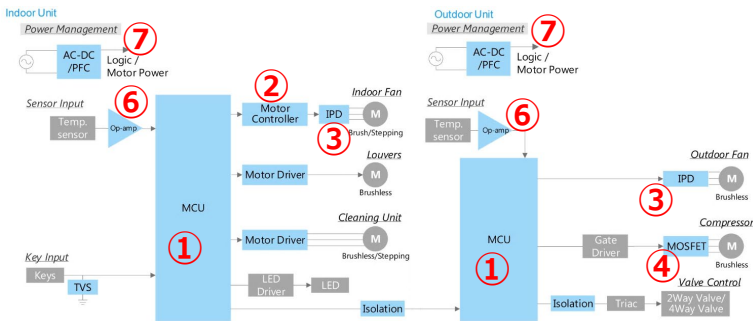 Indoor Unit
Power Management
⑦
AC-DC
/PFC
Logic /
Motor Power
Sensor Input
⑥
Temp.
sensor
Op-amp
②
Motor
Controller
IPD
③
Indoor Fan
M
Brush/Stepping
Louvers
Motor Driver
M
Brushless
MCU
①
Cleaning Unit
Motor Driver
M
Brushless/Stepping
Key Input
Keys
TVS
LED
Driver
LED
Isolation
Outdoor Unit
Power Management
⑦
AC-DC
/PFC
Logic /
Motor Power
Sensor Input
⑥
Temp.
sensor
Op-amp
MCU
①
Outdoor Fan
IPD
③
M
Brushless
Compressor
Gate
Driver
MOSFET
④
M
Brushless
Valve Control
Isolation
Triac
2Way Valve/
4Way Valve